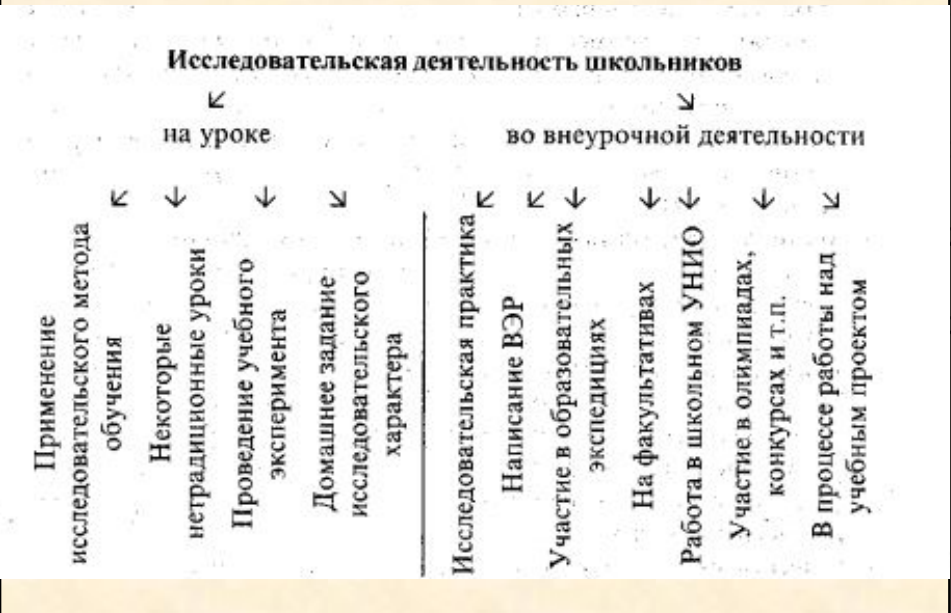 Исследовательская деятельность школьников
на уроке
во внеурочной деятельности
Применение
исследовательского метода
обучения
Некоторые
нетрадиционные уроки
Проведение учебного
эксперимента
Домашнее задание
исследовательского
характера
Исследовательская практика
Написание ВЭР
Участие в образовательных
экспедициях
На факультативах
Работа в школьном УНИО
Участие в олимпиадах,
конкурсах и т.п.
В процессе работы над
учебным проектом